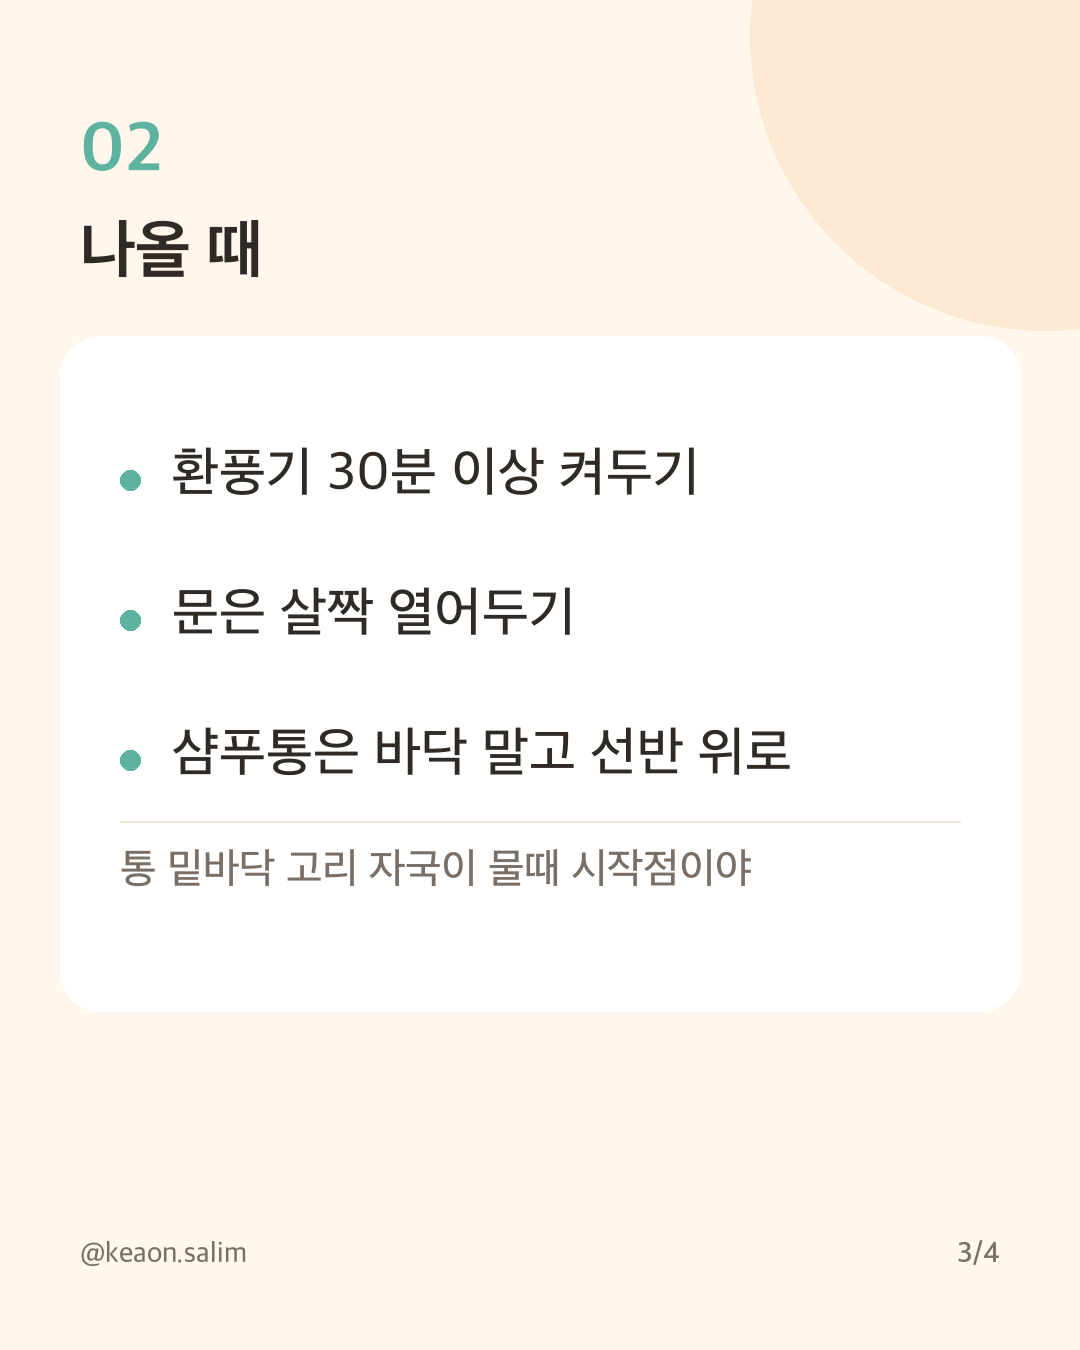 02
나올 때
환풍기 30분 이상 켜두기
문은 살짝 열어두기
샴푸통은 바닥 말고 선반 위로
통 밑바닥 고리 자국이 물때 시작점이야
@keaon.salim
3/4